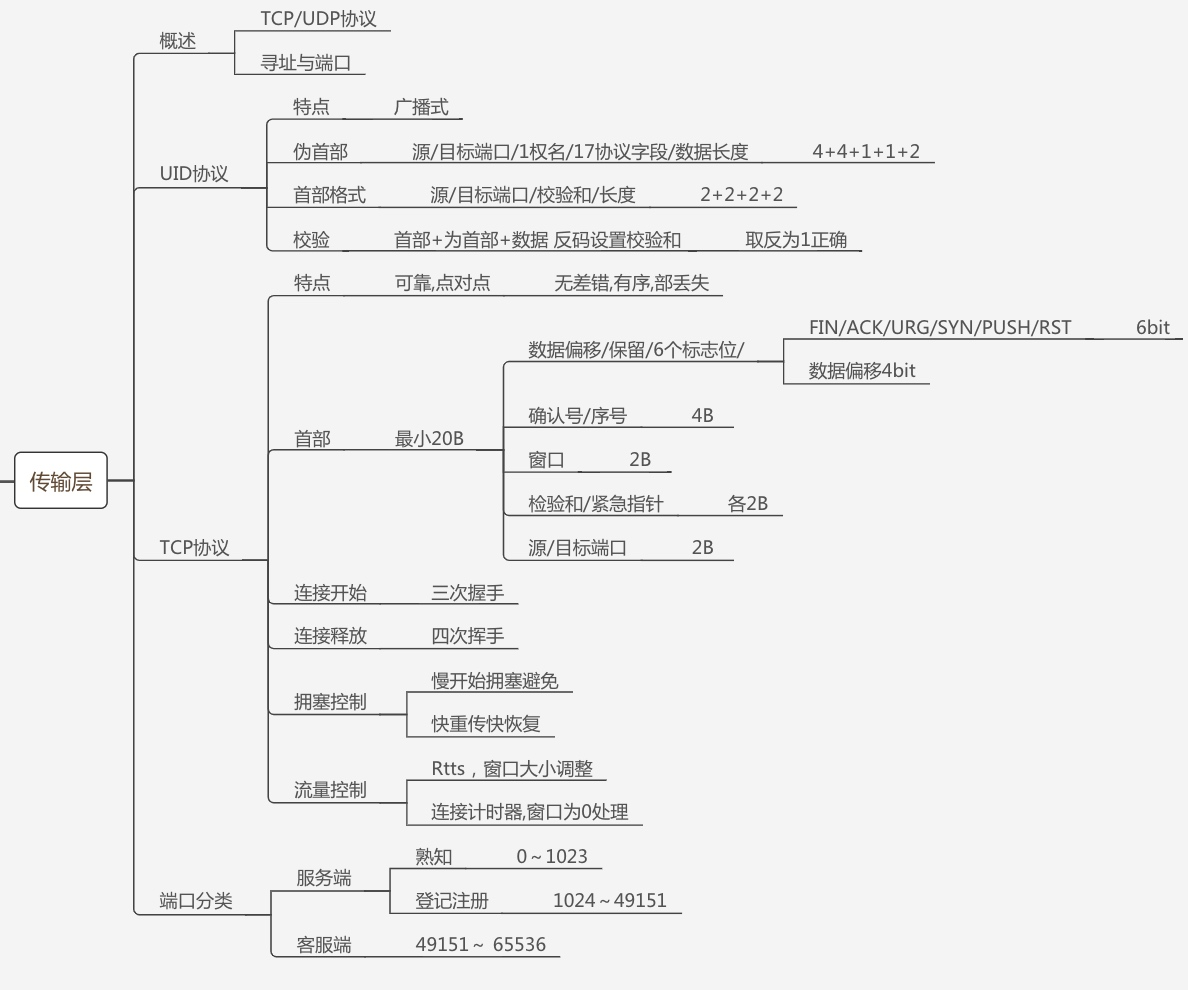 传输层
概述
TCP/UDP协议
寻址与端口
UID协议
特点
广播式
伪首部
源/目标端口/1权名/17协议字段/数据长度
4+4+1+1+2
首部格式
源/目标端口/校验和/长度
2+2+2+2
校验
首部+为首部+数据 反码设置校验和
取反为1正确
TCP协议
特点
可靠,点对点
无差错,有序,部丢失
首部
最小20B
数据偏移/保留/6个标志位/
FIN/ACK/URG/SYN/PUSH/RST
6bit
数据偏移4bit
确认号/序号
4B
窗口
2B
检验和/紧急指针
各2B
源/目标端口
2B
连接开始
三次握手
连接释放
四次挥手
拥塞控制
慢开始拥塞避免
快重传快恢复
流量控制
Rtts，窗口大小调整
连接计时器,窗口为0处理
端口分类
服务端
熟知
0～1023
登记注册
1024～49151
客服端
49151～ 65536